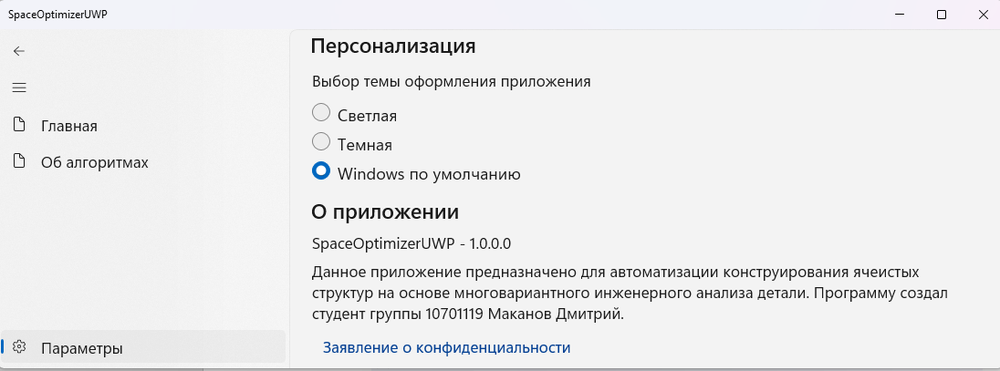 SpaceOptimizerUWP
Главная
Об алгоритмах
Параметры
Персонализация
Выбор темы оформления приложения
Светлая
Темная
Windows по умолчанию
О приложении
SpaceOptimizerUWP - 1.0.0.0
Данное приложение предназначено для автоматизации конструирования ячеистых
структур на основе многовариантного инженерного анализа детали. Программу создал
студент группы 10701119 Маканов Дмитрий.
Заявление о конфиденциальности